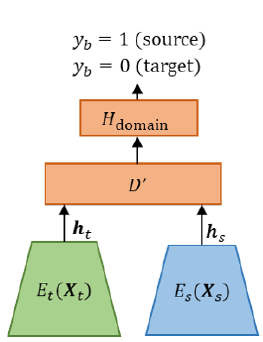 y_b = 1 (source)
y_b = 0 (target)
H_domain
D′
h_t
h_s
E_t(X_t)
E_s(X_s)